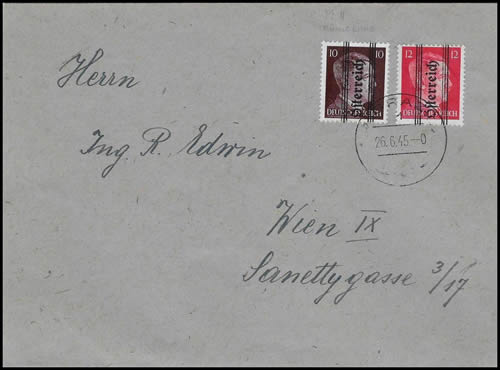 10 10 12 12
Österreich Österreich
DEUTSCHES REICH DEUTSCHES REICH
26.6.45.—0
Herrn
Ing. R. Edwin
Wien IX
Sanettygasse 3/17